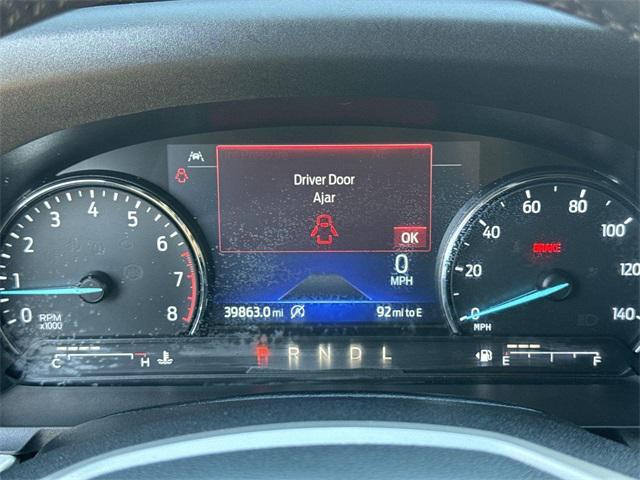 Driver Door
Ajar
OK
0
MPH
39863.0 mi
92 mi to E
0 1 2 3 4 5 6 7 8
RPM
x1000
0 20 40 60 80 100 120 140
MPH
BRAKE
C H
P R N D L
E F